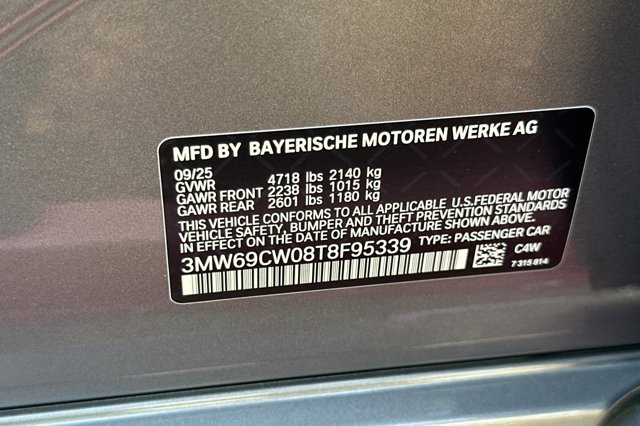 MFD BY BAYERISCHE MOTOREN WERKE AG
09/25
GVWR 4718 lbs 2140 kg
GAWR FRONT 2238 lbs 1015 kg
GAWR REAR 2601 lbs 1180 kg
THIS VEHICLE CONFORMS TO ALL APPLICABLE U.S.FEDERAL MOTOR
VEHICLE SAFETY, BUMPER AND THEFT PREVENTION STANDARDS
IN EFFECT ON THE DATE OF MANUFACTURE SHOWN ABOVE.
3MW69CW08T8F95339 TYPE: PASSENGER CAR
C4W
7 315 814